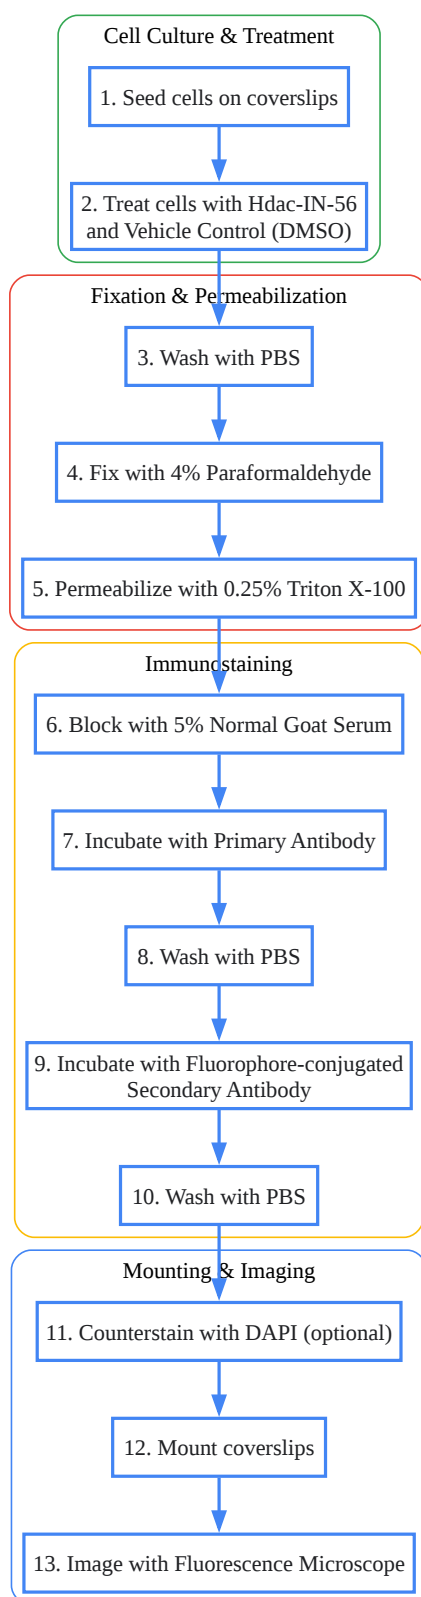 Cell Culture & Treatment
1. Seed cells on coverslips
2. Treat cells with Hdac-IN-56
and Vehicle Control (DMSO)
Fixation & Permeabilization
3. Wash with PBS
4. Fix with 4% Paraformaldehyde
5. Permeabilize with 0.25% Triton X-100
Immunostaining
6. Block with 5% Normal Goat Serum
7. Incubate with Primary Antibody
8. Wash with PBS
9. Incubate with Fluorophore-conjugated
Secondary Antibody
10. Wash with PBS
Mounting & Imaging
11. Counterstain with DAPI (optional)
12. Mount coverslips
13. Image with Fluorescence Microscope